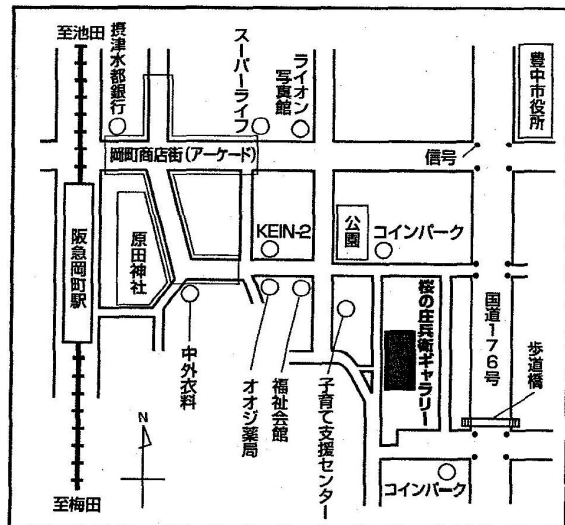 至池田
摂津水都銀行
スーパーライフ
ライオン
写真館
豊中市役所
岡町商店街(アーケード)
信号
阪急岡町駅
原田神社
KEIN-2
公園
コインパーク
桜の庄兵衛ギャラリー
国道176号
歩道橋
中外衣料
オオジ薬局
福祉会館
子育て支援センター
N
コインパーク
至梅田